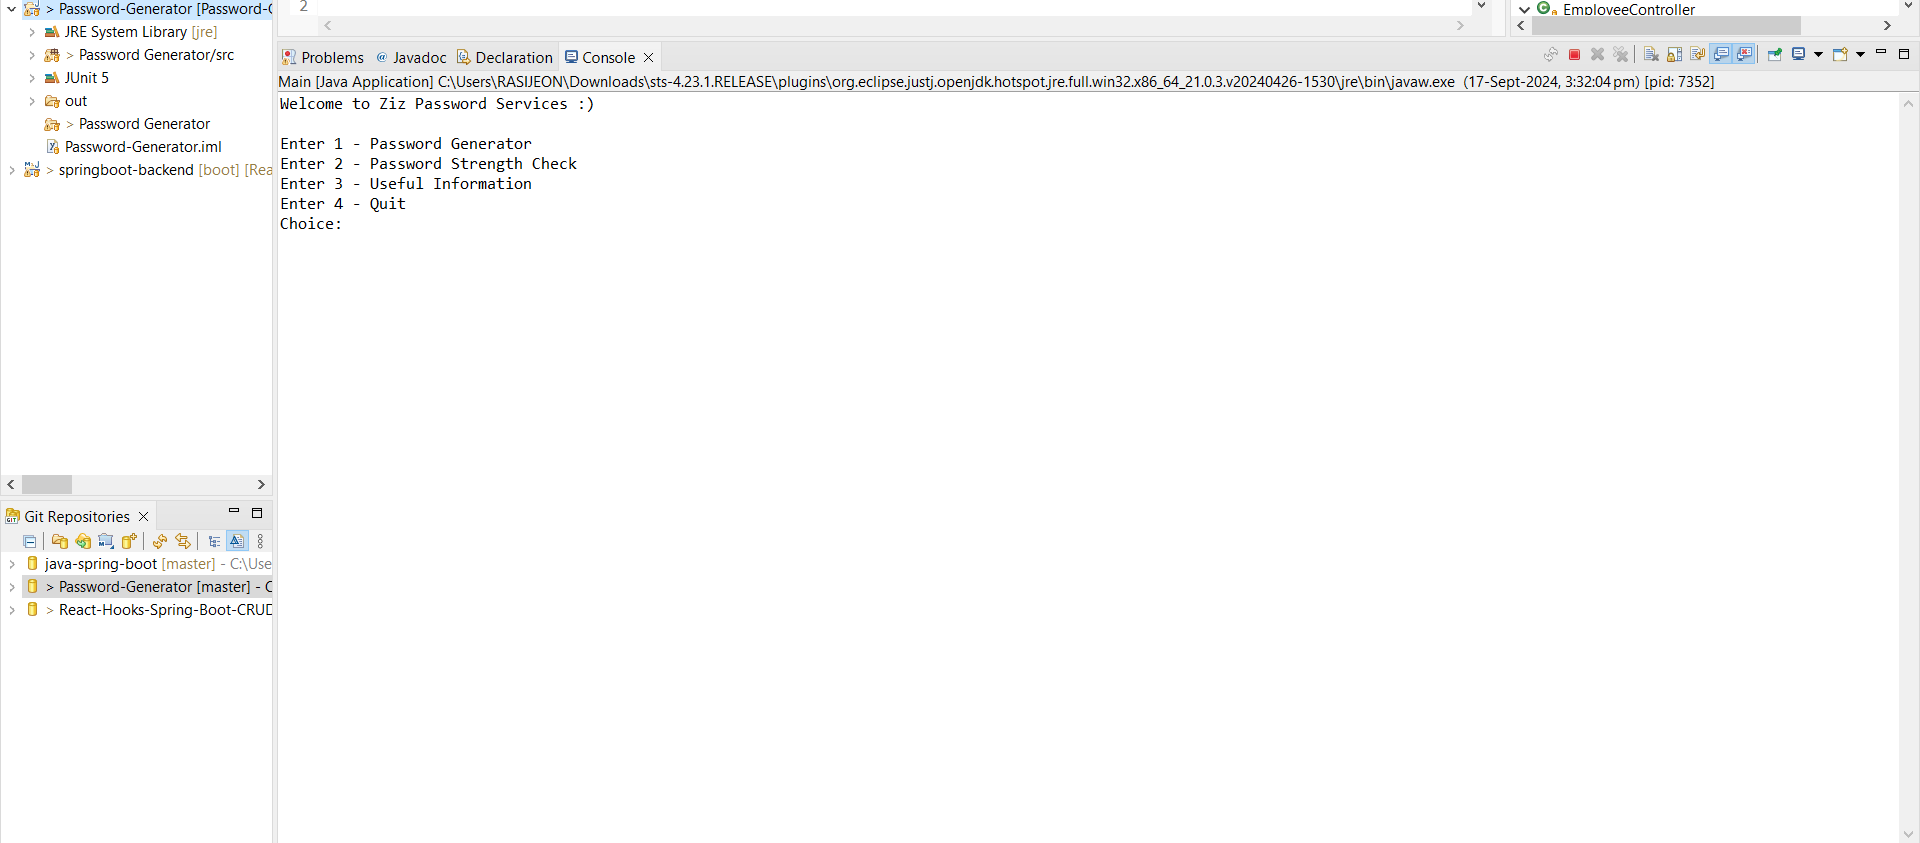 > Password-Generator [Password-G
JRE System Library [jre]
> Password Generator/src
JUnit 5
out
> Password Generator
Password-Generator.iml
> springboot-backend [boot] [Rea
2
EmployeeController
Problems @ Javadoc Declaration Console
Main [Java Application] C:\Users\RASIJEON\Downloads\sts-4.23.1.RELEASE\plugins\org.eclipse.justj.openjdk.hotspot.jre.full.win32.x86_64_21.0.3.v20240426-1530\jre\bin\javaw.exe (17-Sept-2024, 3:32:04 pm) [pid: 7352]
Welcome to Ziz Password Services :)
Enter 1 - Password Generator
Enter 2 - Password Strength Check
Enter 3 - Useful Information
Enter 4 - Quit
Choice:
Git Repositories
java-spring-boot [master] - C:\Use
> Password-Generator [master] - C
> React-Hooks-Spring-Boot-CRUD